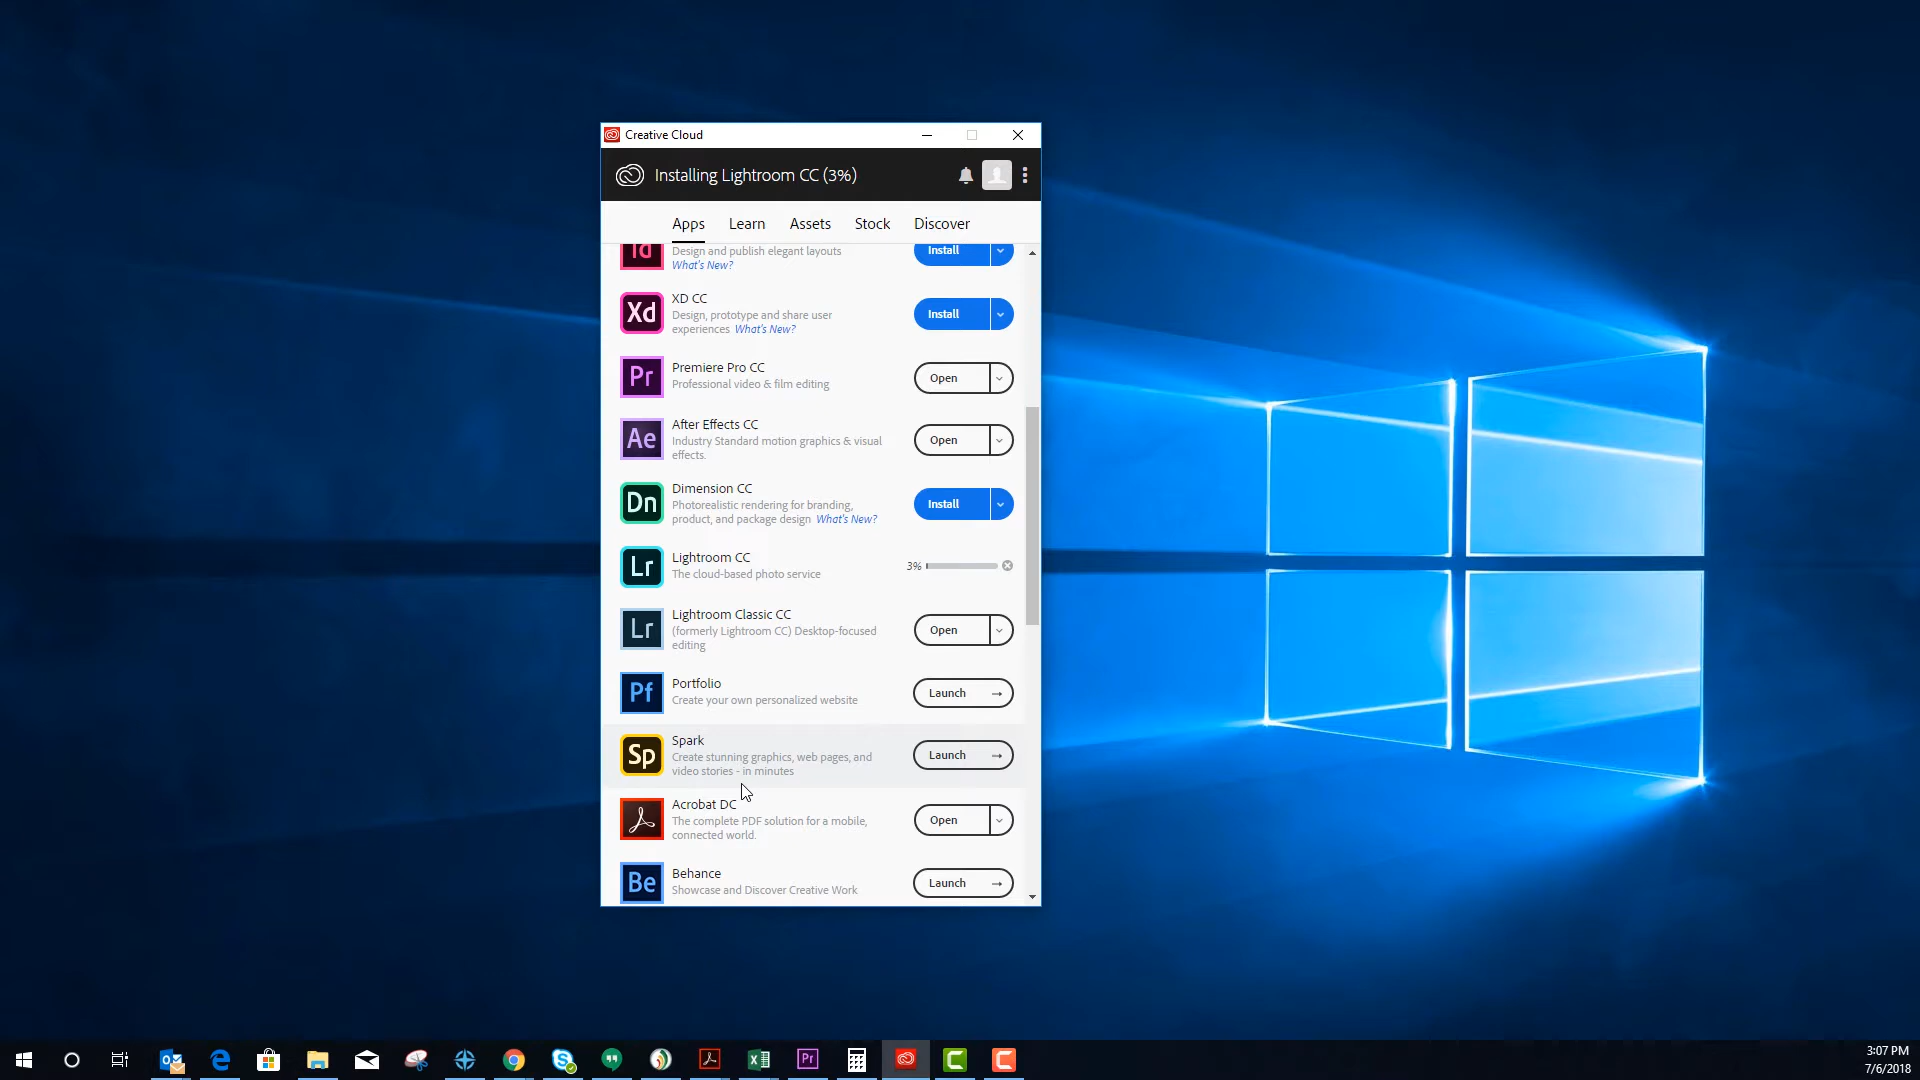 Creative Cloud
Installing Lightroom CC (3%)
Apps Learn Assets Stock Discover
Id
Design and publish elegant layouts
What's New?
Install
Xd
XD CC
Design, prototype and share user
experiences What's New?
Install
Pr
Premiere Pro CC
Professional video & film editing
Open
Ae
After Effects CC
Industry Standard motion graphics & visual
effects.
Open
Dn
Dimension CC
Photorealistic rendering for branding,
product, and package design What's New?
Install
Lr
Lightroom CC
The cloud-based photo service
3%
Lr
Lightroom Classic CC
(formerly Lightroom CC) Desktop-focused
editing
Open
Pf
Portfolio
Create your own personalized website
Launch
Sp
Spark
Create stunning graphics, web pages, and
video stories - in minutes
Launch
Acrobat DC
The complete PDF solution for a mobile,
connected world.
Open
Be
Behance
Showcase and Discover Creative Work
Launch
Pr
3:07 PM
7/6/2018